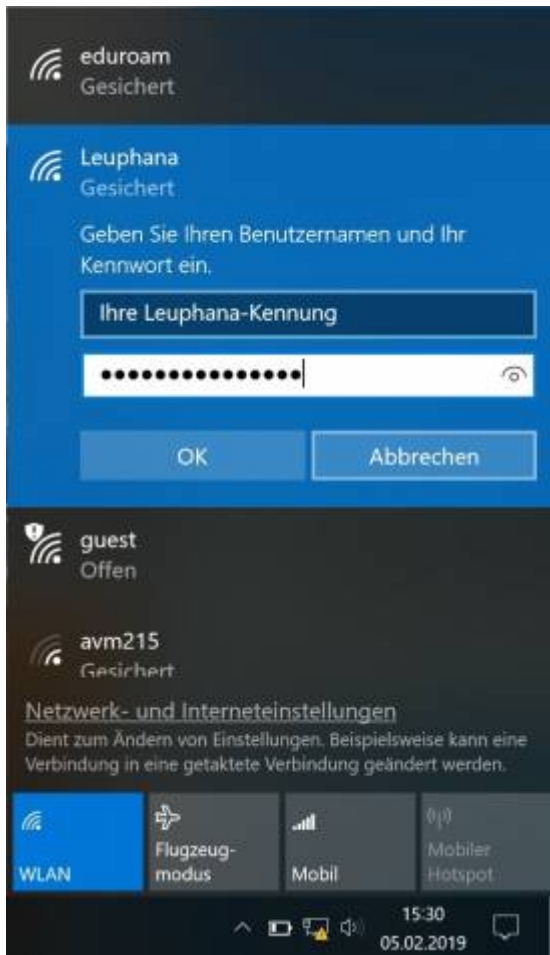 eduroam
Gesichert
Leuphana
Gesichert
Geben Sie Ihren Benutzernamen und Ihr
Kennwort ein.
Ihre Leuphana-Kennung
•••••••••••••••
OK Abbrechen
guest
Offen
avm215
Gesichert
Netzwerk- und Interneteinstellungen
Dient zum Ändern von Einstellungen. Beispielsweise kann eine
Verbindung in eine getaktete Verbindung geändert werden.
WLAN
Flugzeug-
modus
Mobil
Mobiler
Hotspot
15:30
05.02.2019